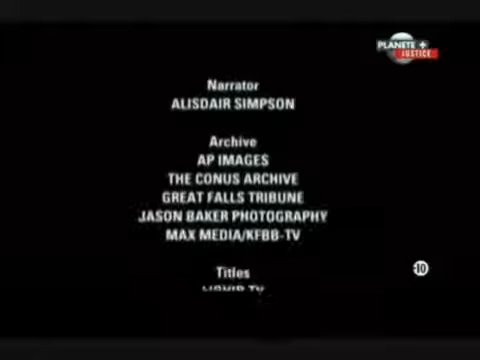 PLANETE +
JUSTICE
Narrator
ALISDAIR SIMPSON
Archive
AP IMAGES
THE CONUS ARCHIVE
GREAT FALLS TRIBUNE
JASON BAKER PHOTOGRAPHY
MAX MEDIA/KFBB-TV
-10
Titles